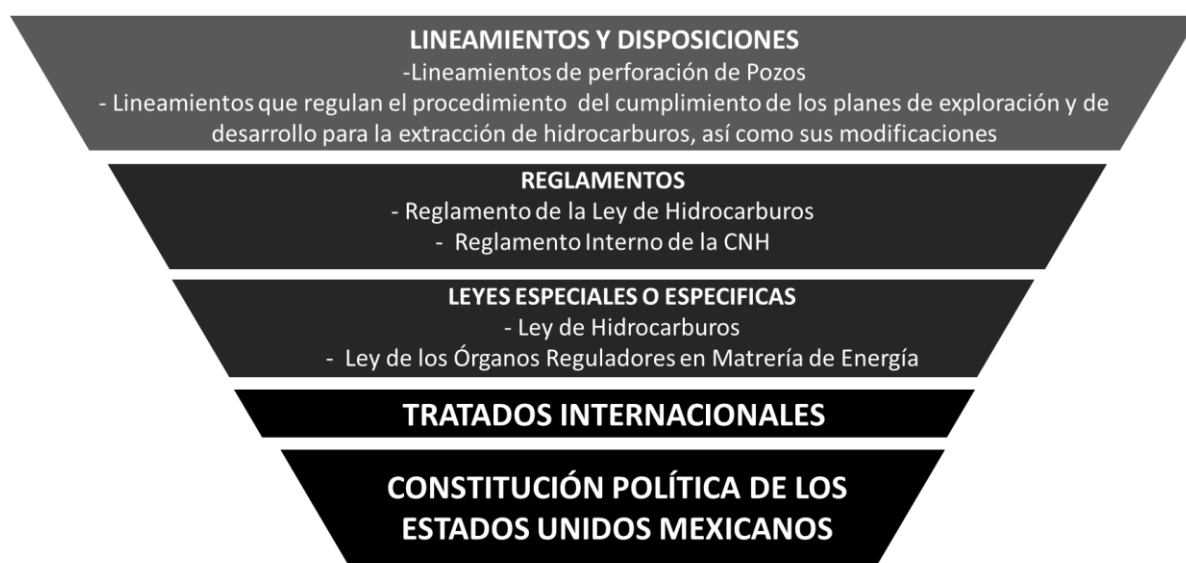 LINEAMIENTOS Y DISPOSICIONES
-Lineamientos de perforación de Pozos
- Lineamientos que regulan el procedimiento del cumplimiento de los planes de exploración y de
desarrollo para la extracción de hidrocarburos, así como sus modificaciones
REGLAMENTOS
- Reglamento de la Ley de Hidrocarburos
- Reglamento Interno de la CNH
LEYES ESPECIALES O ESPECIFICAS
- Ley de Hidrocarburos
- Ley de los Órganos Reguladores en Matrería de Energía
TRATADOS INTERNACIONALES
CONSTITUCIÓN POLÍTICA DE LOS
ESTADOS UNIDOS MEXICANOS